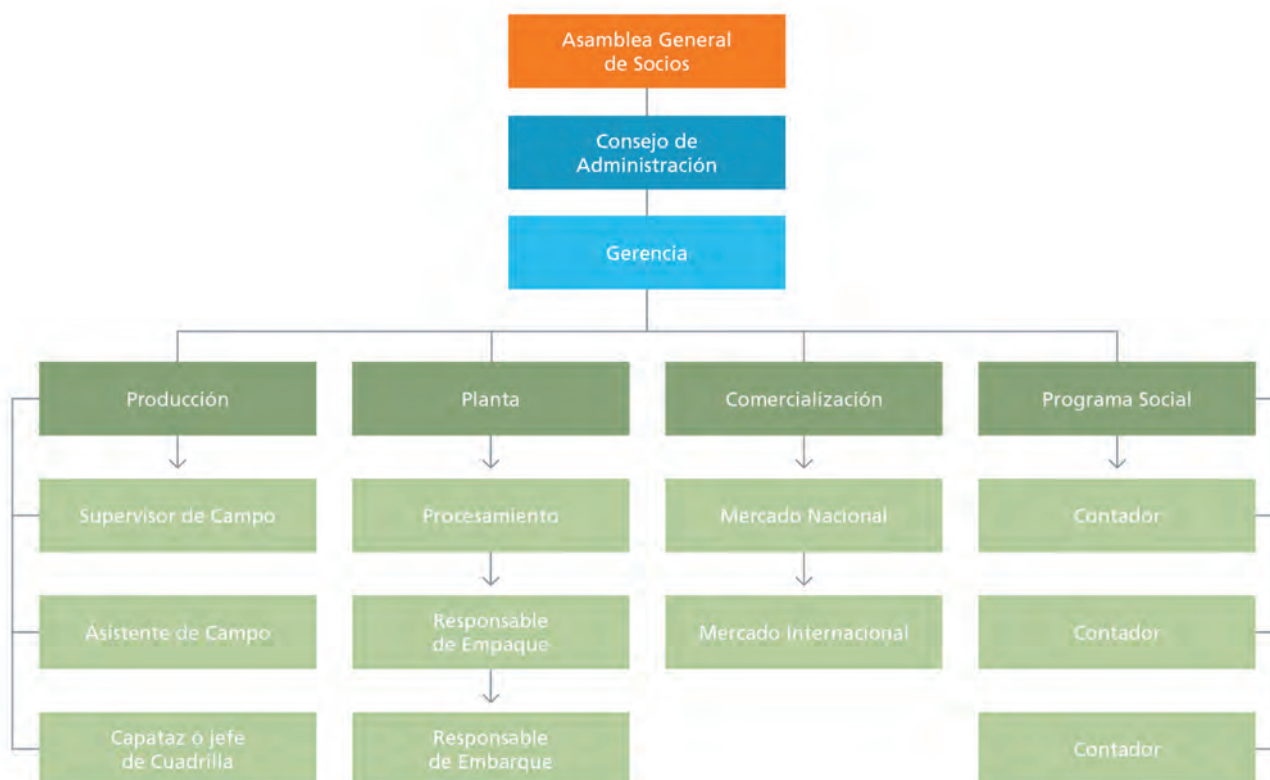 Asamblea General
de Socios
Consejo de
Administración
Gerencia
Producción
Planta
Comercialización
Programa Social
Supervisor de Campo
Procesamiento
Mercado Nacional
Contador
Asistente de Campo
Responsable
de Empaque
Mercado Internacional
Contador
Capataz o jefe
de Cuadrilla
Responsable
de Embarque
Contador